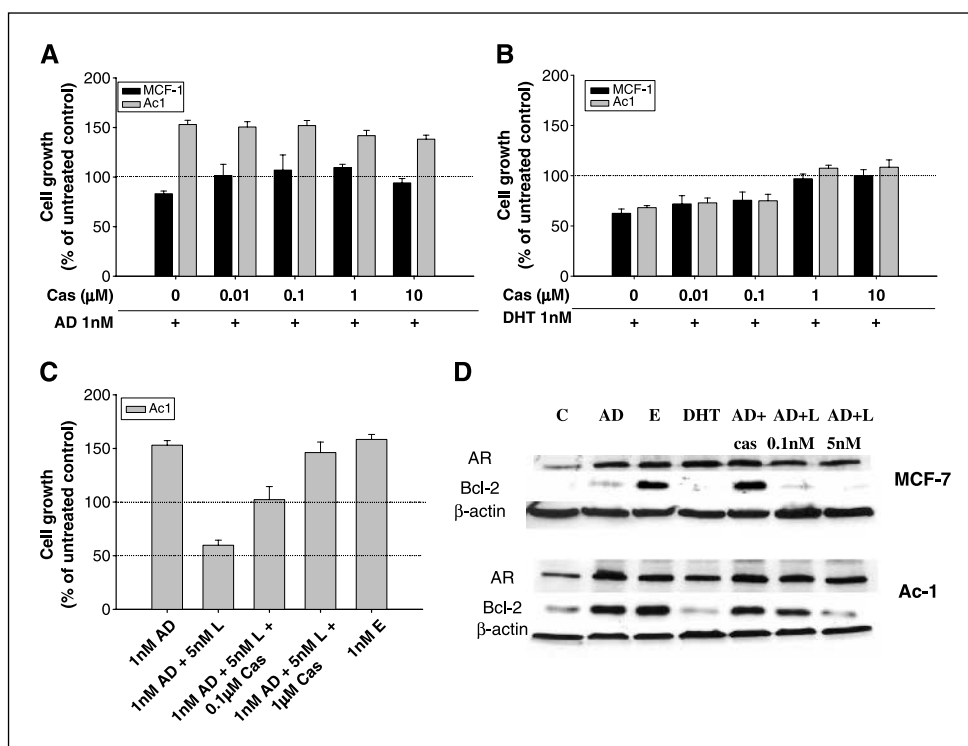 A
200
150
100
50
0
Cell growth
(% of untreated control)
MCF-1
Ac1
Cas (μM) 0 0.01 0.1 1 10
AD 1nM + + + + +
B
200
150
100
50
0
Cell growth
(% of untreated control)
MCF-1
Ac1
Cas (μM) 0 0.01 0.1 1 10
DHT 1nM + + + + +
C
200
150
100
50
0
Cell growth
(% of untreated control)
Ac1
1nM AD
1nM AD + 5nM L
1nM AD + 5nM L +
0.1μM Cas
1nM AD + 5nM L +
1μM Cas
1nM E
D
C AD E DHT AD+ AD+L AD+L
cas 0.1nM 5nM
AR
Bcl-2
β-actin
MCF-7
AR
Bcl-2
β-actin
Ac-1